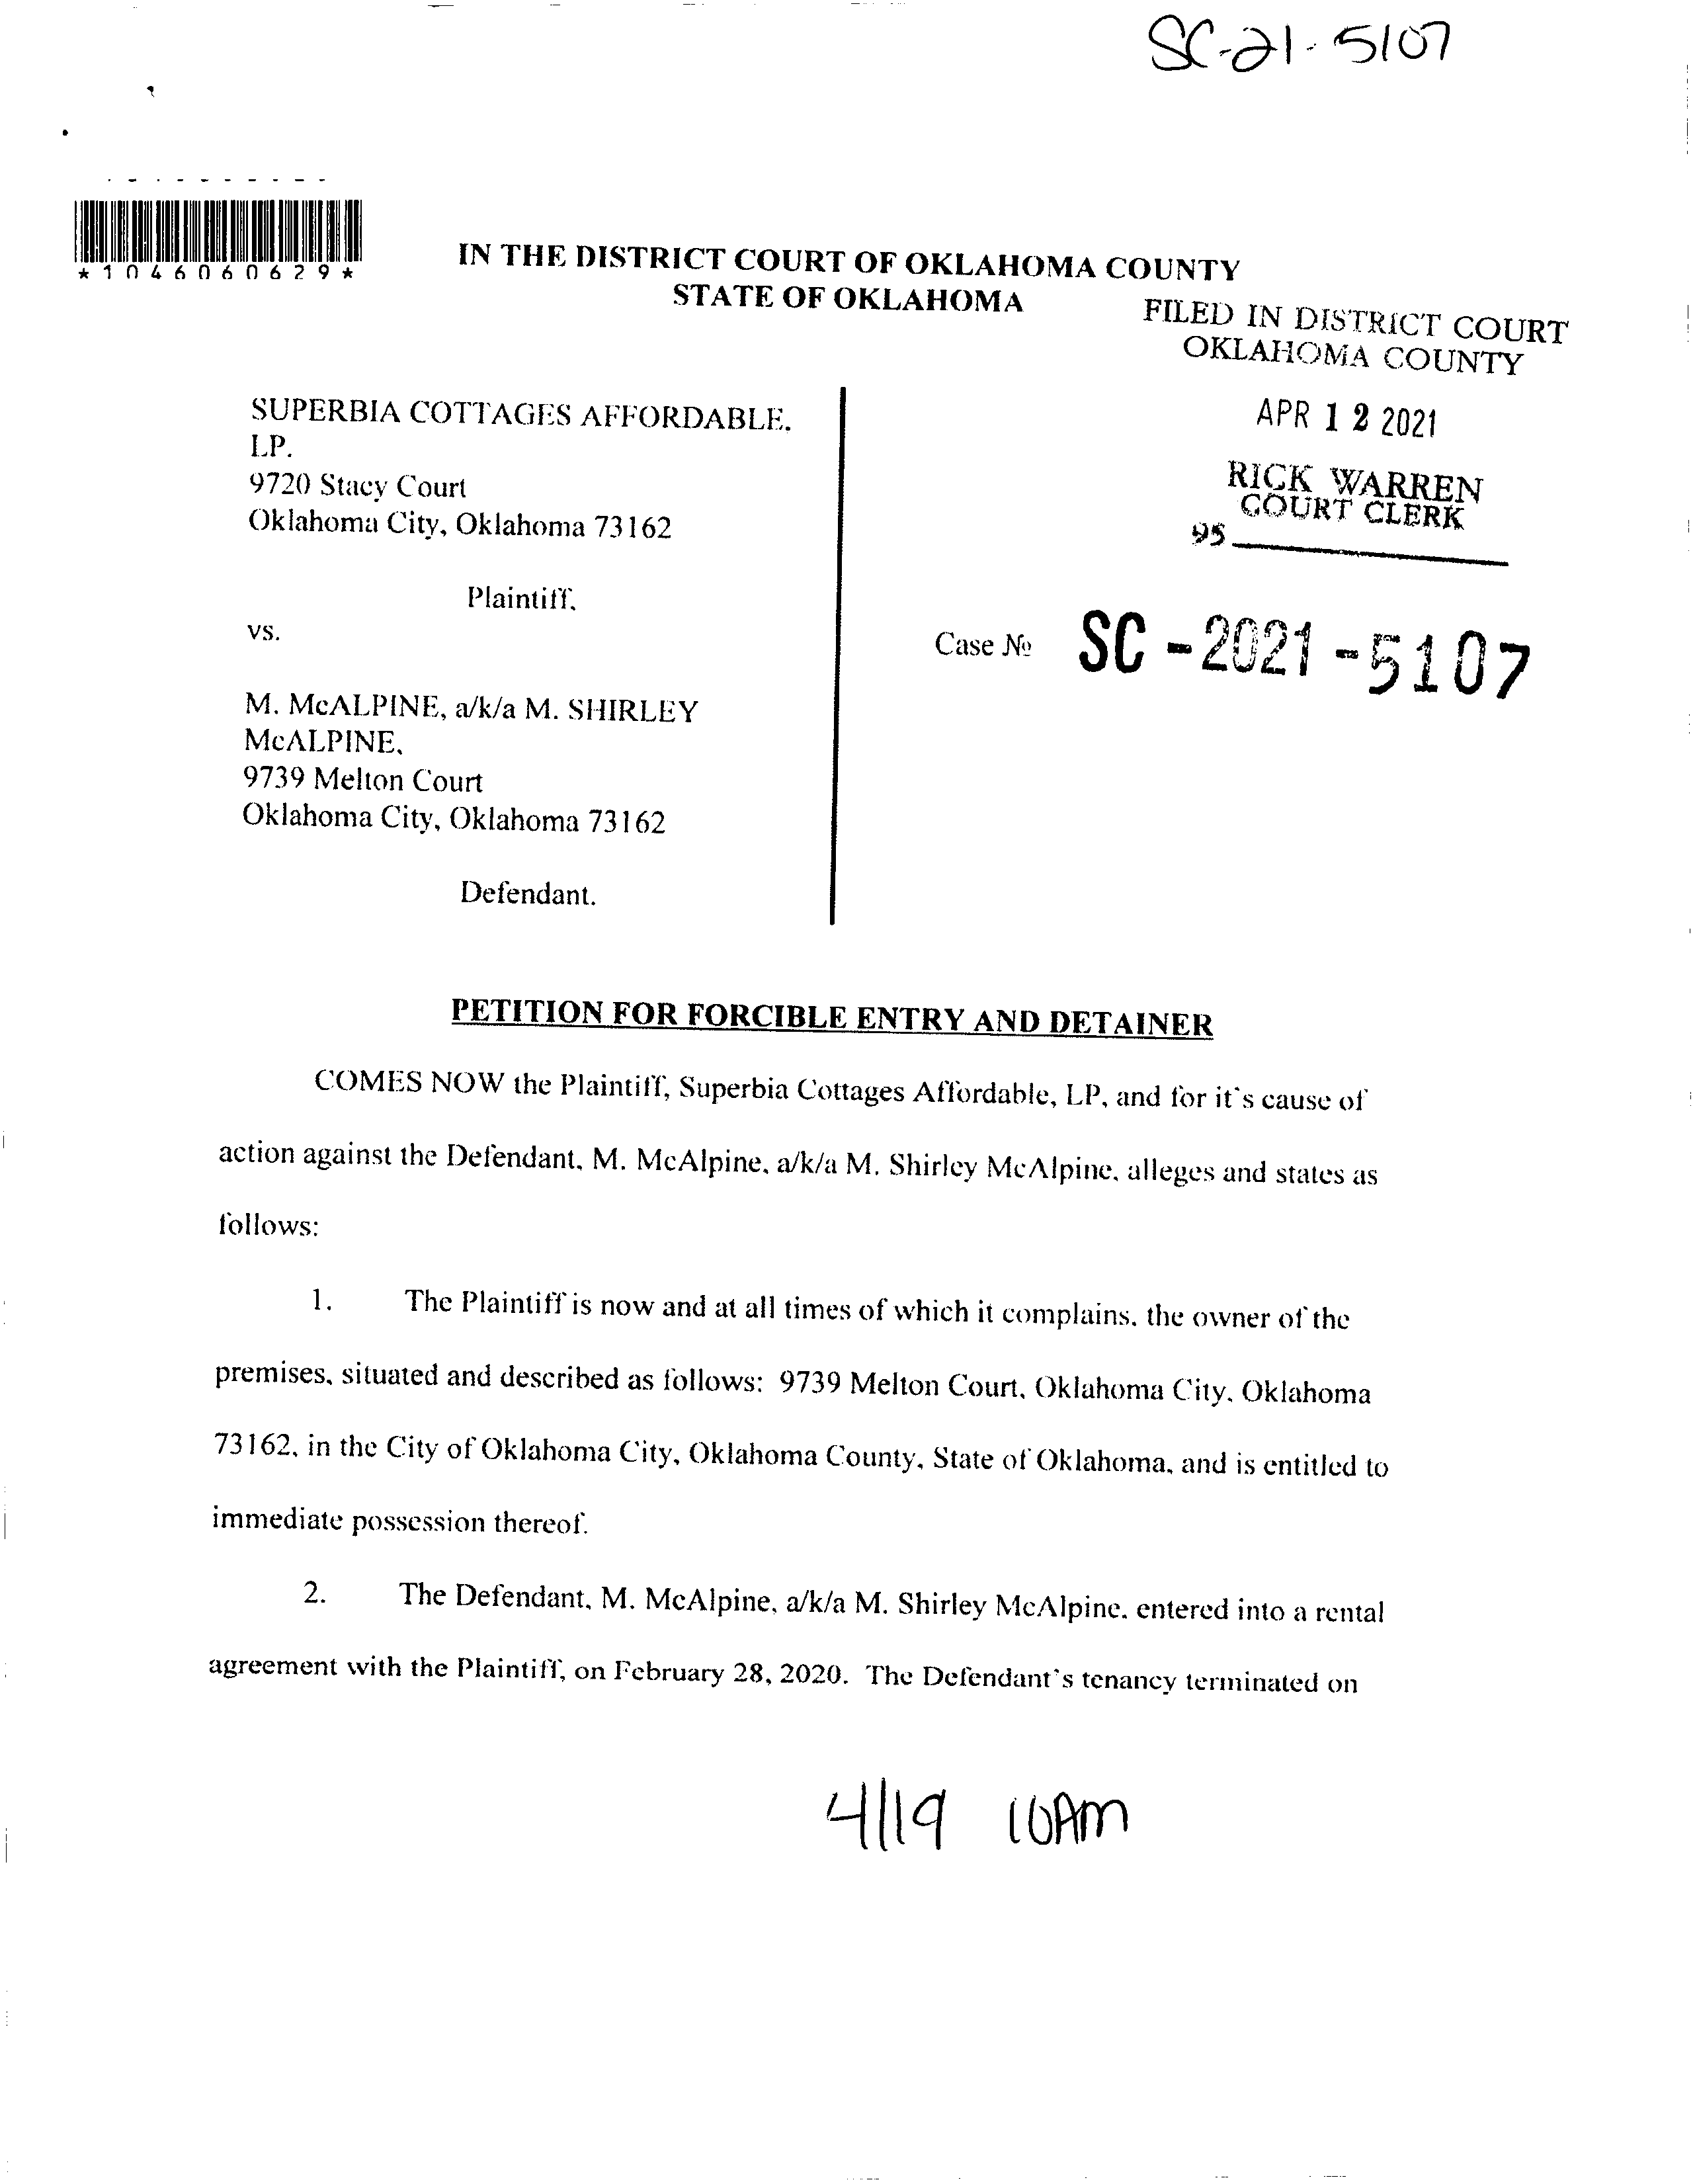 SC-21-5107
*1046060629*
IN THE DISTRICT COURT OF OKLAHOMA COUNTY
STATE OF OKLAHOMA
FILED IN DISTRICT COURT
OKLAHOMA COUNTY
APR 12 2021
RICK WARREN
COURT CLERK
95
SUPERBIA COTTAGES AFFORDABLE,
LP.
9720 Stacy Court
Oklahoma City, Oklahoma 73162
Plaintiff,
vs.
Case № SC-2021-5107
M. McALPINE, a/k/a M. SHIRLEY
McALPINE,
9739 Melton Court
Oklahoma City, Oklahoma 73162
Defendant.
PETITION FOR FORCIBLE ENTRY AND DETAINER
COMES NOW the Plaintiff, Superbia Cottages Affordable, LP, and for it's cause of
action against the Defendant, M. McAlpine, a/k/a M. Shirley McAlpine, alleges and states as
follows:
1. The Plaintiff is now and at all times of which it complains, the owner of the
premises, situated and described as follows: 9739 Melton Court, Oklahoma City, Oklahoma
73162, in the City of Oklahoma City, Oklahoma County, State of Oklahoma, and is entitled to
immediate possession thereof.
2. The Defendant, M. McAlpine, a/k/a M. Shirley McAlpine, entered into a rental
agreement with the Plaintiff, on February 28, 2020. The Defendant's tenancy terminated on
4/19 10AM